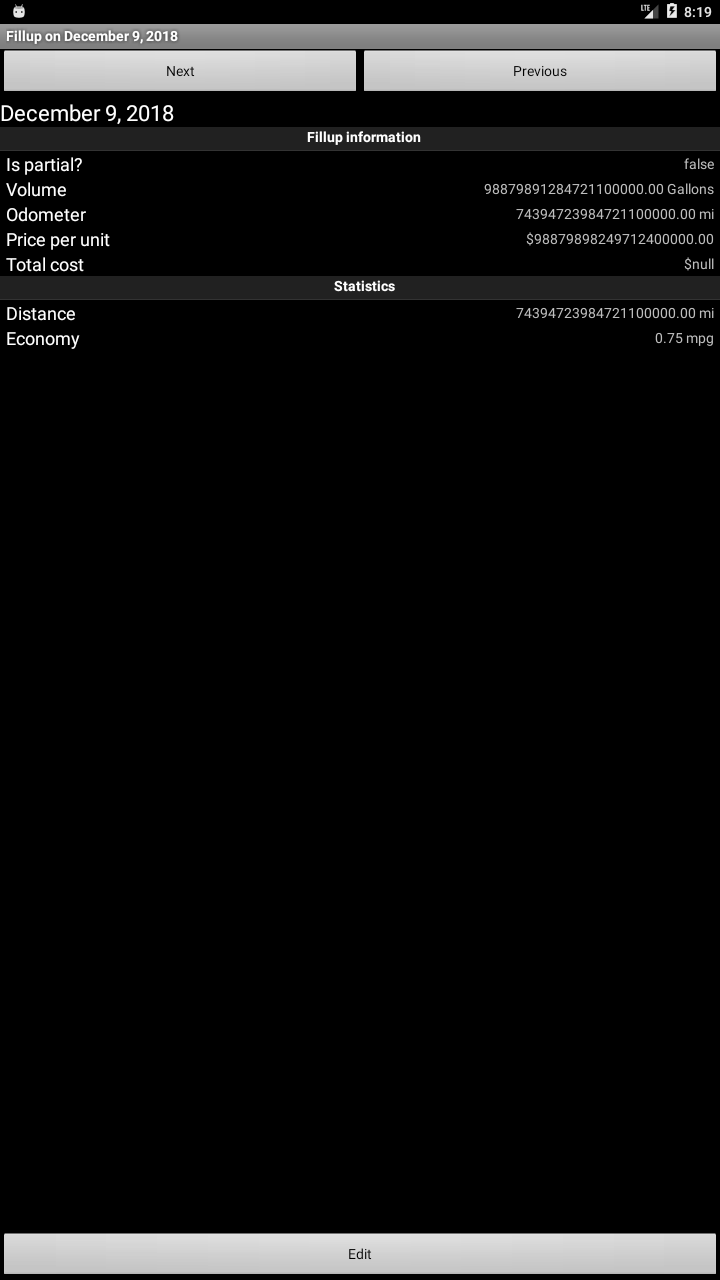 LTE 8:19
Fillup on December 9, 2018
Next Previous
December 9, 2018
Fillup information
Is partial? false
Volume 98879891284721100000.00 Gallons
Odometer 74394723984721100000.00 mi
Price per unit $98879898249712400000.00
Total cost $null
Statistics
Distance 74394723984721100000.00 mi
Economy 0.75 mpg
Edit